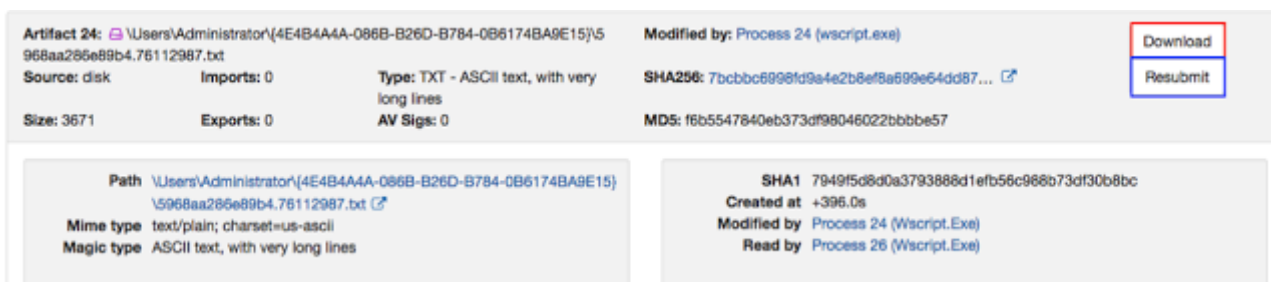 Artifact 24: \Users\Administrator\{4E4B4A4A-086B-B26D-B784-0B6174BA9E15}\5
968aa286e89b4.76112987.txt
Modified by: Process 24 (wscript.exe)
Download
Source: disk Imports: 0 Type: TXT - ASCII text, with very
long lines
SHA256: 7bcbbc6998fd9a4e2b8ef8a699e64dd87...
Resubmit
Size: 3671 Exports: 0 AV Sigs: 0 MD5: f6b5547840eb373df98046022bbbbe57
Path \Users\Administrator\{4E4B4A4A-086B-B26D-B784-0B6174BA9E15}
\5968aa286e89b4.76112987.txt
Mime type text/plain; charset=us-ascii
Magic type ASCII text, with very long lines
SHA1 7949f5d8d0a3793888d1efb56c988b73df30b8bc
Created at +396.0s
Modified by Process 24 (Wscript.Exe)
Read by Process 26 (Wscript.Exe)